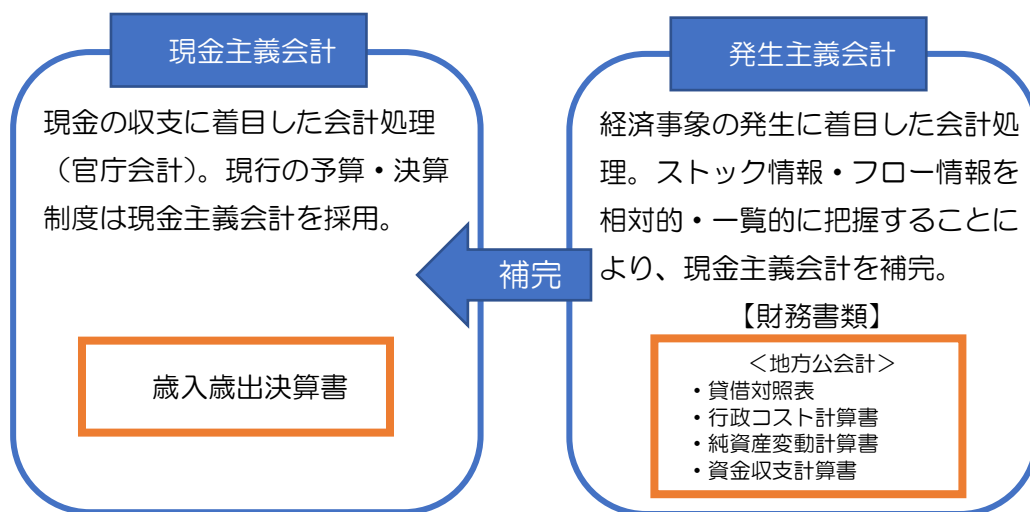 現金主義会計
現金の収支に着目した会計処理
（官庁会計）。現行の予算・決算
制度は現金主義会計を採用。
歳入歳出決算書
補完
発生主義会計
経済事象の発生に着目した会計処
理。ストック情報・フロー情報を
相対的・一覧的に把握することに
より、現金主義会計を補完。
【財務書類】
＜地方公会計＞
・貸借対照表
・行政コスト計算書
・純資産変動計算書
・資金収支計算書